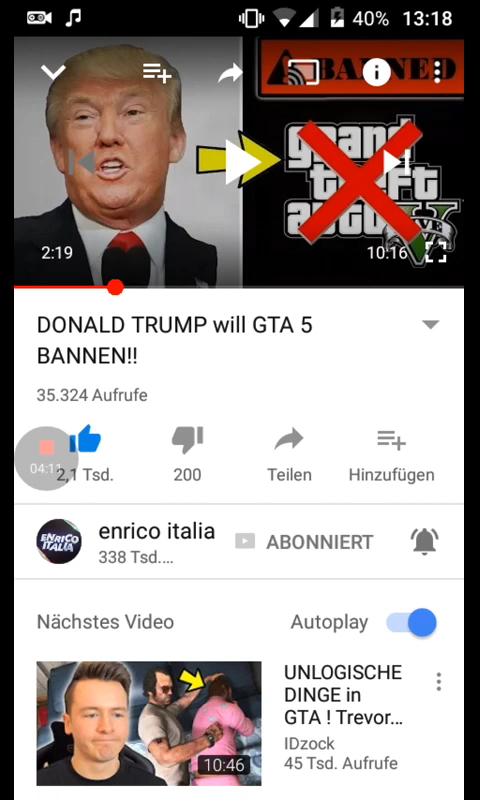 40% 13:18
BANNED
grand
theft
auto V
2:19
10:16
DONALD TRUMP will GTA 5
BANNEN!!
35.324 Aufrufe
04:11
2,1 Tsd.
200
Teilen
Hinzufügen
ENRICO
ITALIA
enrico italia
338 Tsd....
ABONNIERT
Nächstes Video
Autoplay
10:46
UNLOGISCHE
DINGE in
GTA ! Trevor...
IDzock
45 Tsd. Aufrufe